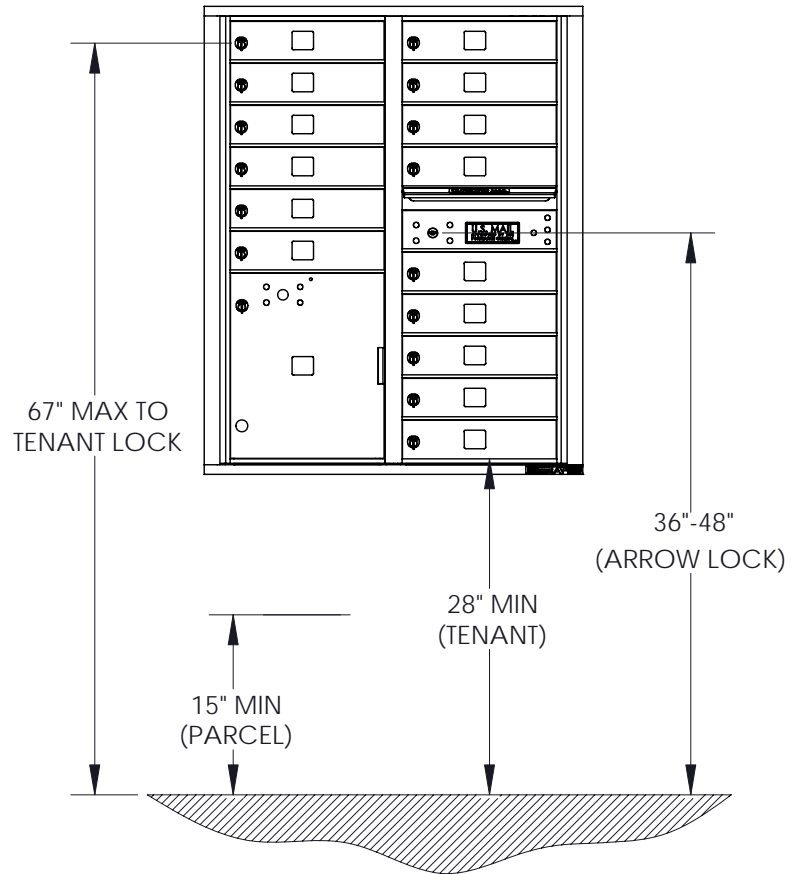 U.S. MAIL
67" MAX TO
TENANT LOCK
36"-48"
(ARROW LOCK)
28" MIN
(TENANT)
15" MIN
(PARCEL)